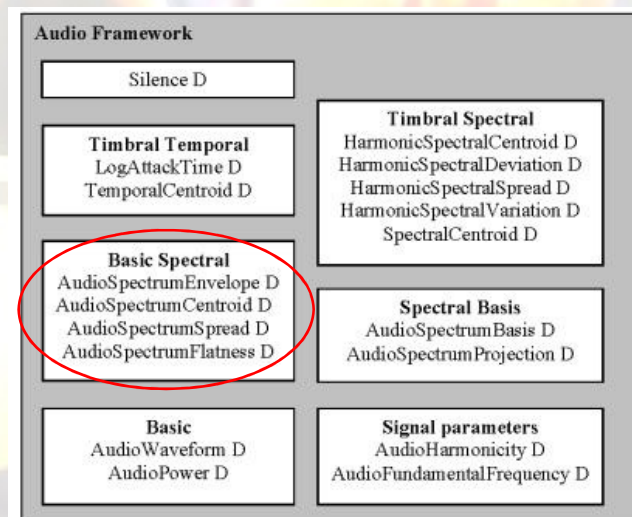 Audio Framework
Silence D
Timbral Temporal
LogAttackTime D
TemporalCentroid D
Basic Spectral
AudioSpectrumEnvelope D
AudioSpectrumCentroid D
AudioSpectrumSpread D
AudioSpectrumFlatness D
Basic
AudioWaveform D
AudioPower D
Timbral Spectral
HarmonicSpectralCentroid D
HarmonicSpectralDeviation D
HarmonicSpectralSpread D
HarmonicSpectralVariation D
SpectralCentroid D
Spectral Basis
AudioSpectrumBasis D
AudioSpectrumProjection D
Signal parameters
AudioHarmonicity D
AudioFundamentalFrequency D